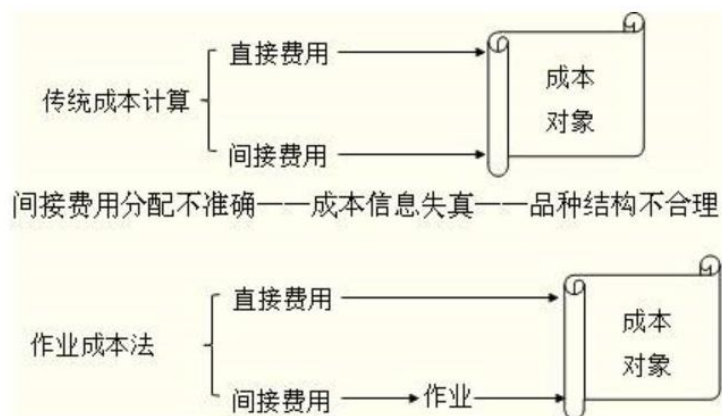 直接费用
成本
对象
传统成本计算
间接费用
间接费用分配不准确——成本信息失真——品种结构不合理
直接费用
成本
对象
作业成本法
间接费用
作业